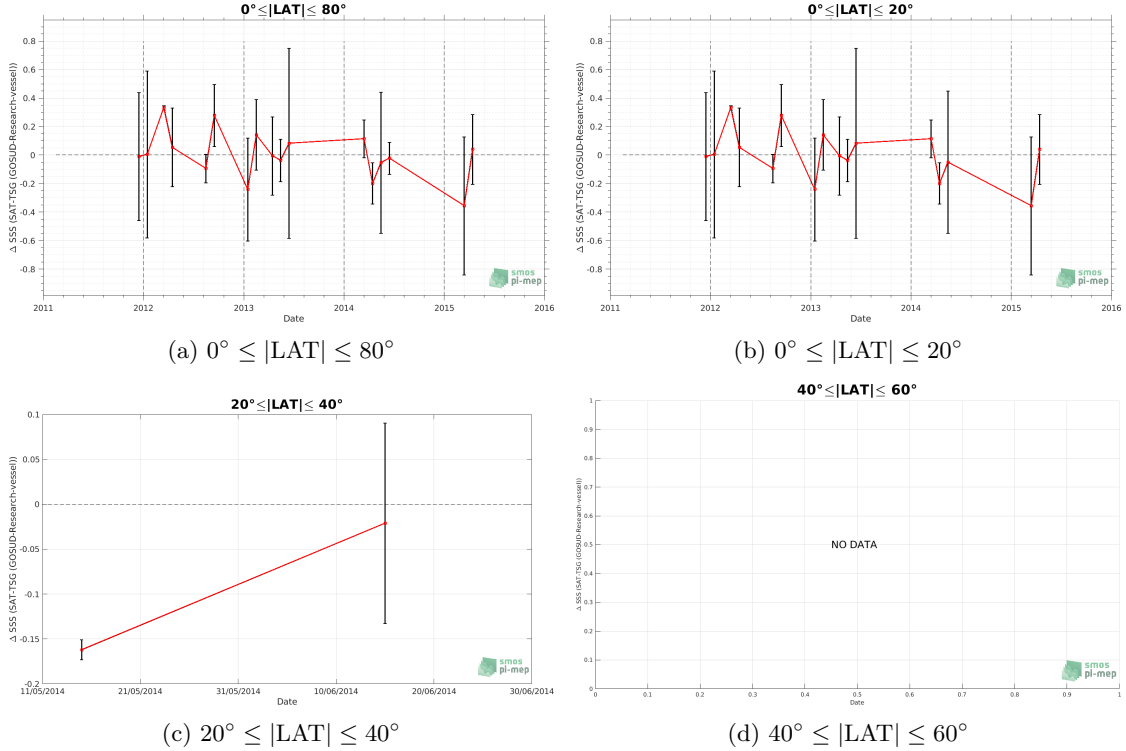 0°≤|LAT|≤ 80°
Δ SSS (SAT-TSG (GOSUD-Research-vessel))
0.8
0.6
0.4
0.2
0
-0.2
-0.4
-0.6
-0.8
2011 2012 2013 2014 2015 2016
Date
smos
pi-mep
(a) 0° ≤ |LAT| ≤ 80°
0°≤|LAT|≤ 20°
Δ SSS (SAT-TSG (GOSUD-Research-vessel))
0.8
0.6
0.4
0.2
0
-0.2
-0.4
-0.6
-0.8
2011 2012 2013 2014 2015 2016
Date
smos
pi-mep
(b) 0° ≤ |LAT| ≤ 20°
20°≤|LAT|≤ 40°
Δ SSS (SAT-TSG (GOSUD-Research-vessel))
0.1
0.05
0
-0.05
-0.1
-0.15
-0.2
11/05/2014 21/05/2014 31/05/2014 10/06/2014 20/06/2014 30/06/2014
Date
smos
pi-mep
(c) 20° ≤ |LAT| ≤ 40°
40°≤|LAT|≤ 60°
Δ SSS (SAT-TSG (GOSUD-Research-vessel))
1
0.9
0.8
0.7
0.6
0.5
0.4
0.3
0.2
0.1
0
NO DATA
0 0.1 0.2 0.3 0.4 0.5 0.6 0.7 0.8 0.9 1
Date
smos
pi-mep
(d) 40° ≤ |LAT| ≤ 60°